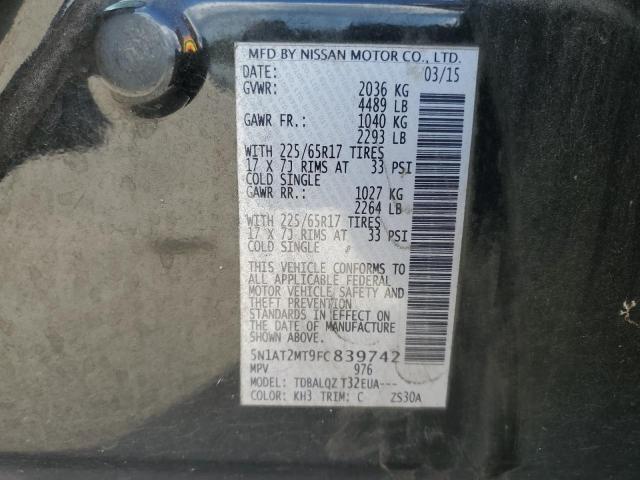 MFD BY NISSAN MOTOR CO., LTD.
DATE: 03/15
GVWR: 2036 KG
4489 LB
GAWR FR.: 1040 KG
2293 LB
WITH 225/65R17 TIRES
17 X 7J RIMS AT 33 PSI
COLD SINGLE
GAWR RR.: 1027 KG
2264 LB
WITH 225/65R17 TIRES
17 X 7J RIMS AT 33 PSI
COLD SINGLE
THIS VEHICLE CONFORMS TO
ALL APPLICABLE FEDERAL
MOTOR VEHICLE SAFETY AND
THEFT PREVENTION
STANDARDS IN EFFECT ON
THE DATE OF MANUFACTURE
SHOWN ABOVE.
5N1AT2MT9FC839742
MPV 976
MODEL: TDBALQZ T32EUA---
COLOR: KH3 TRIM: C ZS30A